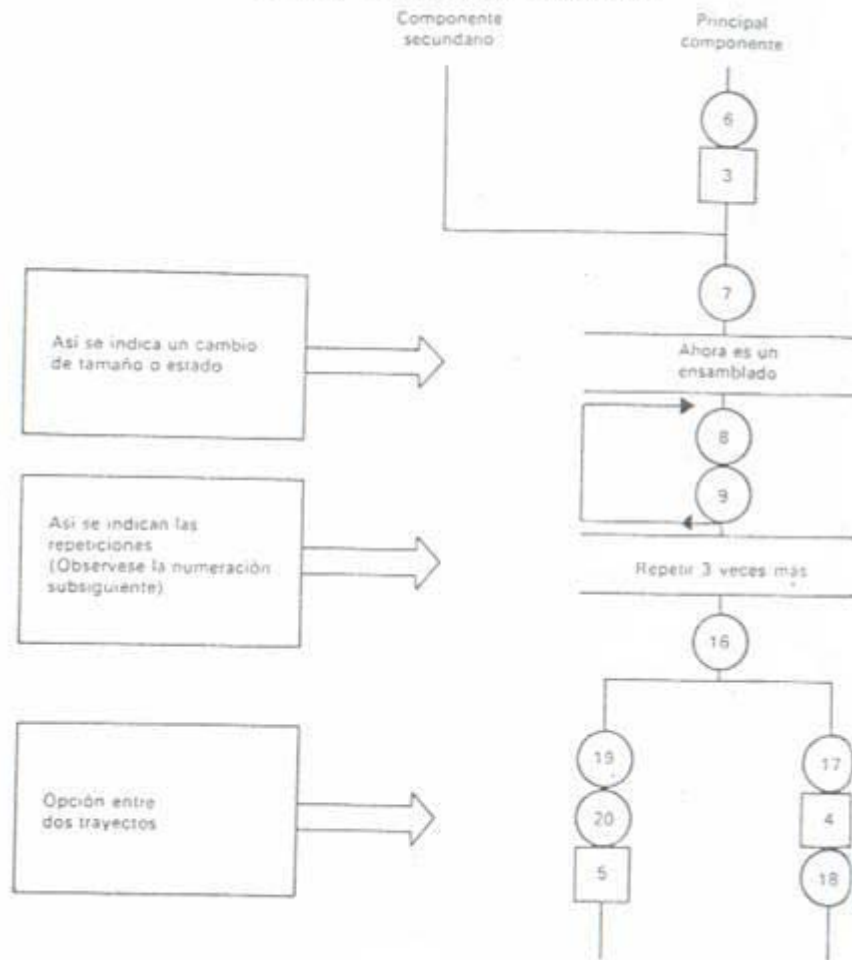 Componente
secundario
Principal
componente
6
3
7
Así se indica un cambio
de tamaño o estado
Ahora es un
ensamblado
8
9
Así se indican las
repeticiones
(Obsérvese la numeración
subsiguiente)
Repetir 3 veces más
16
Opción entre
dos trayectos
19
20
5
17
4
18